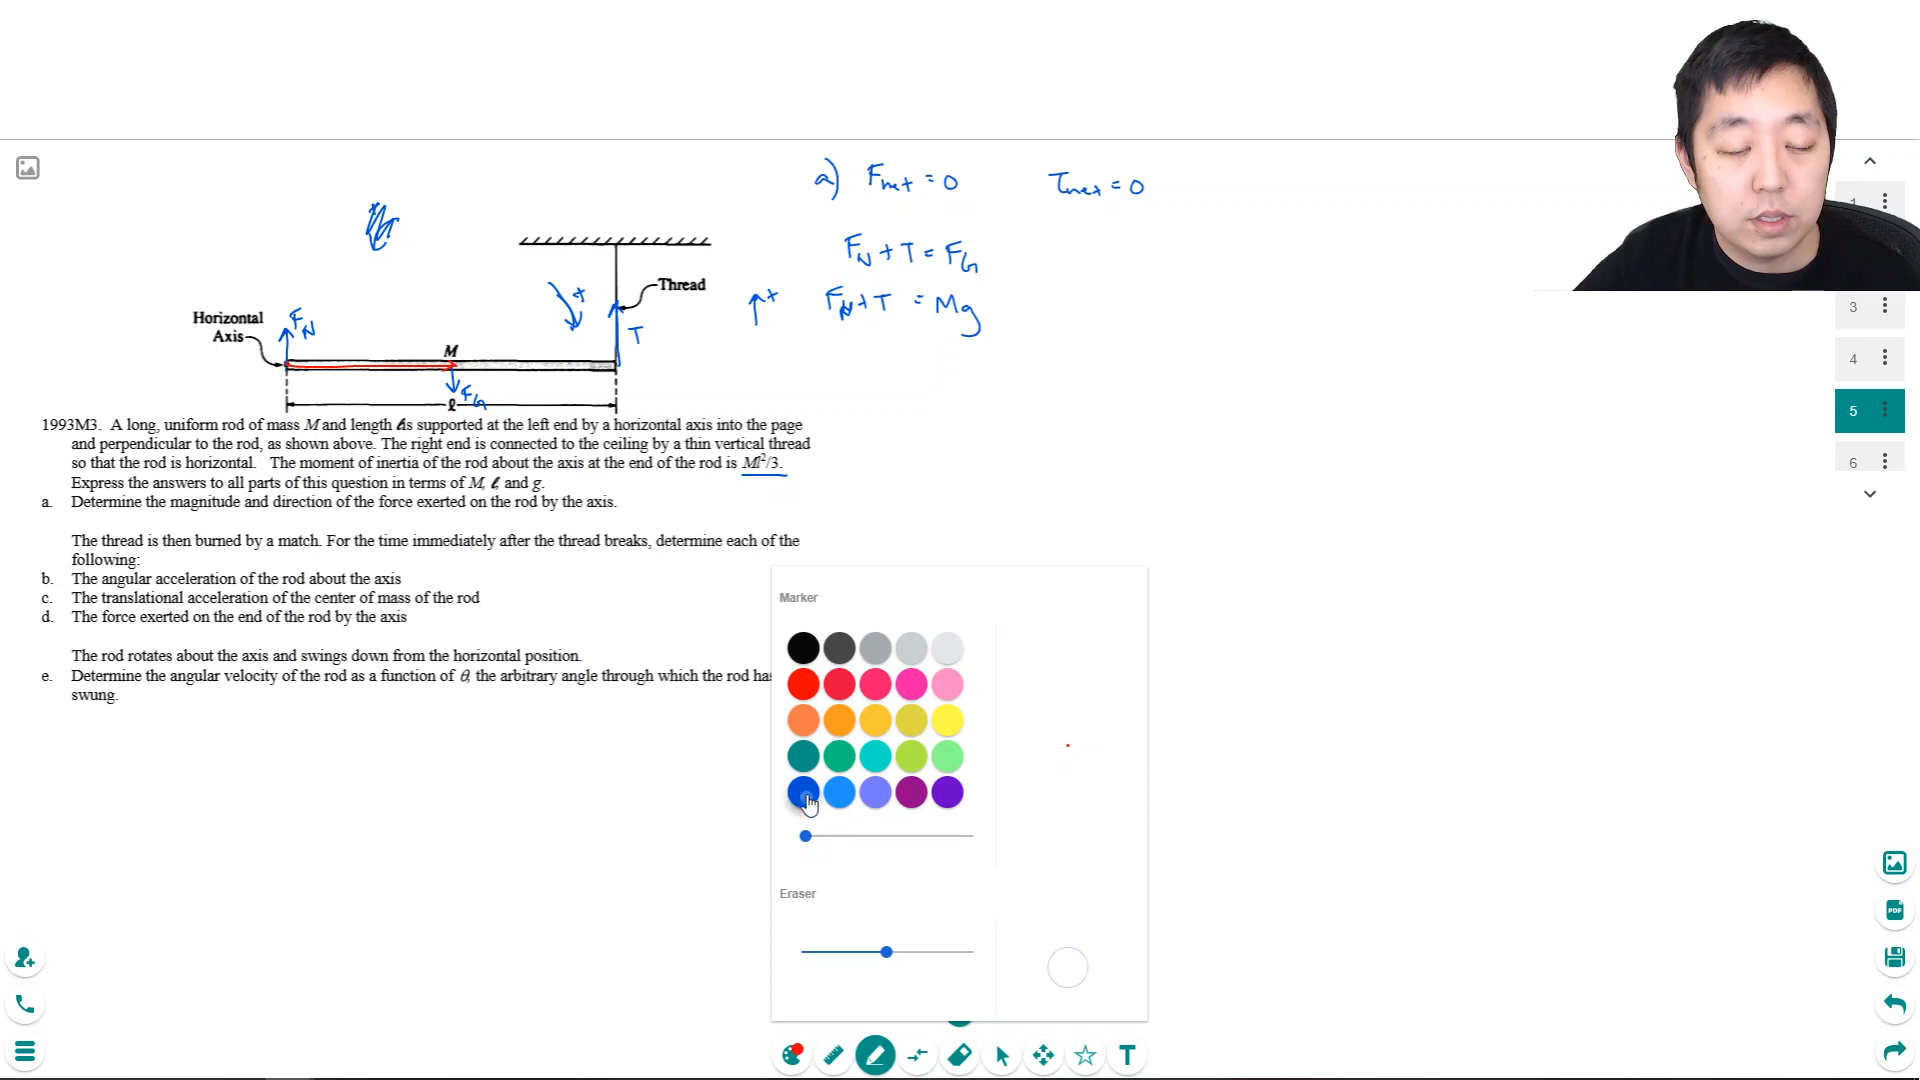 a) Fnet = 0
τnet = 0
FN + T = FG
↑+ FN + T = Mg
Thread
+
T
Horizontal
Axis
FN
M
FG
ℓ
1993M3. A long, uniform rod of mass M and length ℓ is supported at the left end by a horizontal axis into the page
and perpendicular to the rod, as shown above. The right end is connected to the ceiling by a thin vertical thread
so that the rod is horizontal. The moment of inertia of the rod about the axis at the end of the rod is Ml²/3.
Express the answers to all parts of this question in terms of M, ℓ, and g.
a. Determine the magnitude and direction of the force exerted on the rod by the axis.
The thread is then burned by a match. For the time immediately after the thread breaks, determine each of the
following:
b. The angular acceleration of the rod about the axis
c. The translational acceleration of the center of mass of the rod
d. The force exerted on the end of the rod by the axis
The rod rotates about the axis and swings down from the horizontal position.
e. Determine the angular velocity of the rod as a function of θ, the arbitrary angle through which the rod has
swung.
Marker
Eraser
3
4
5
6
PDF
T